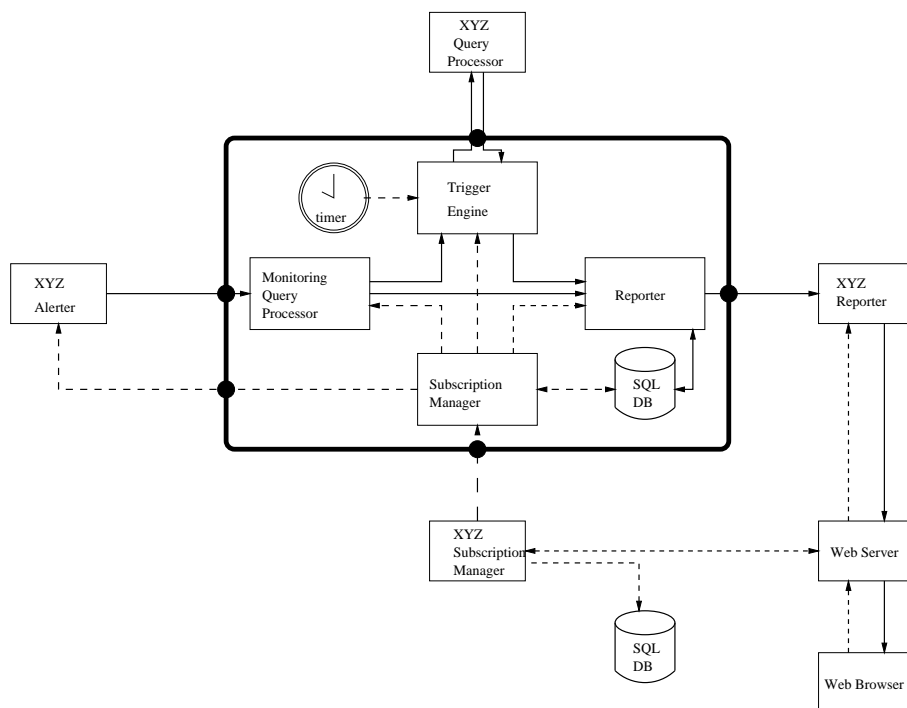 XYZ
Query
Processor
Trigger
Engine
timer
Monitoring
Query
Processor
Reporter
XYZ
Alerter
XYZ
Reporter
Subscription
Manager
SQL
DB
XYZ
Subscription
Manager
Web Server
SQL
DB
Web Browser